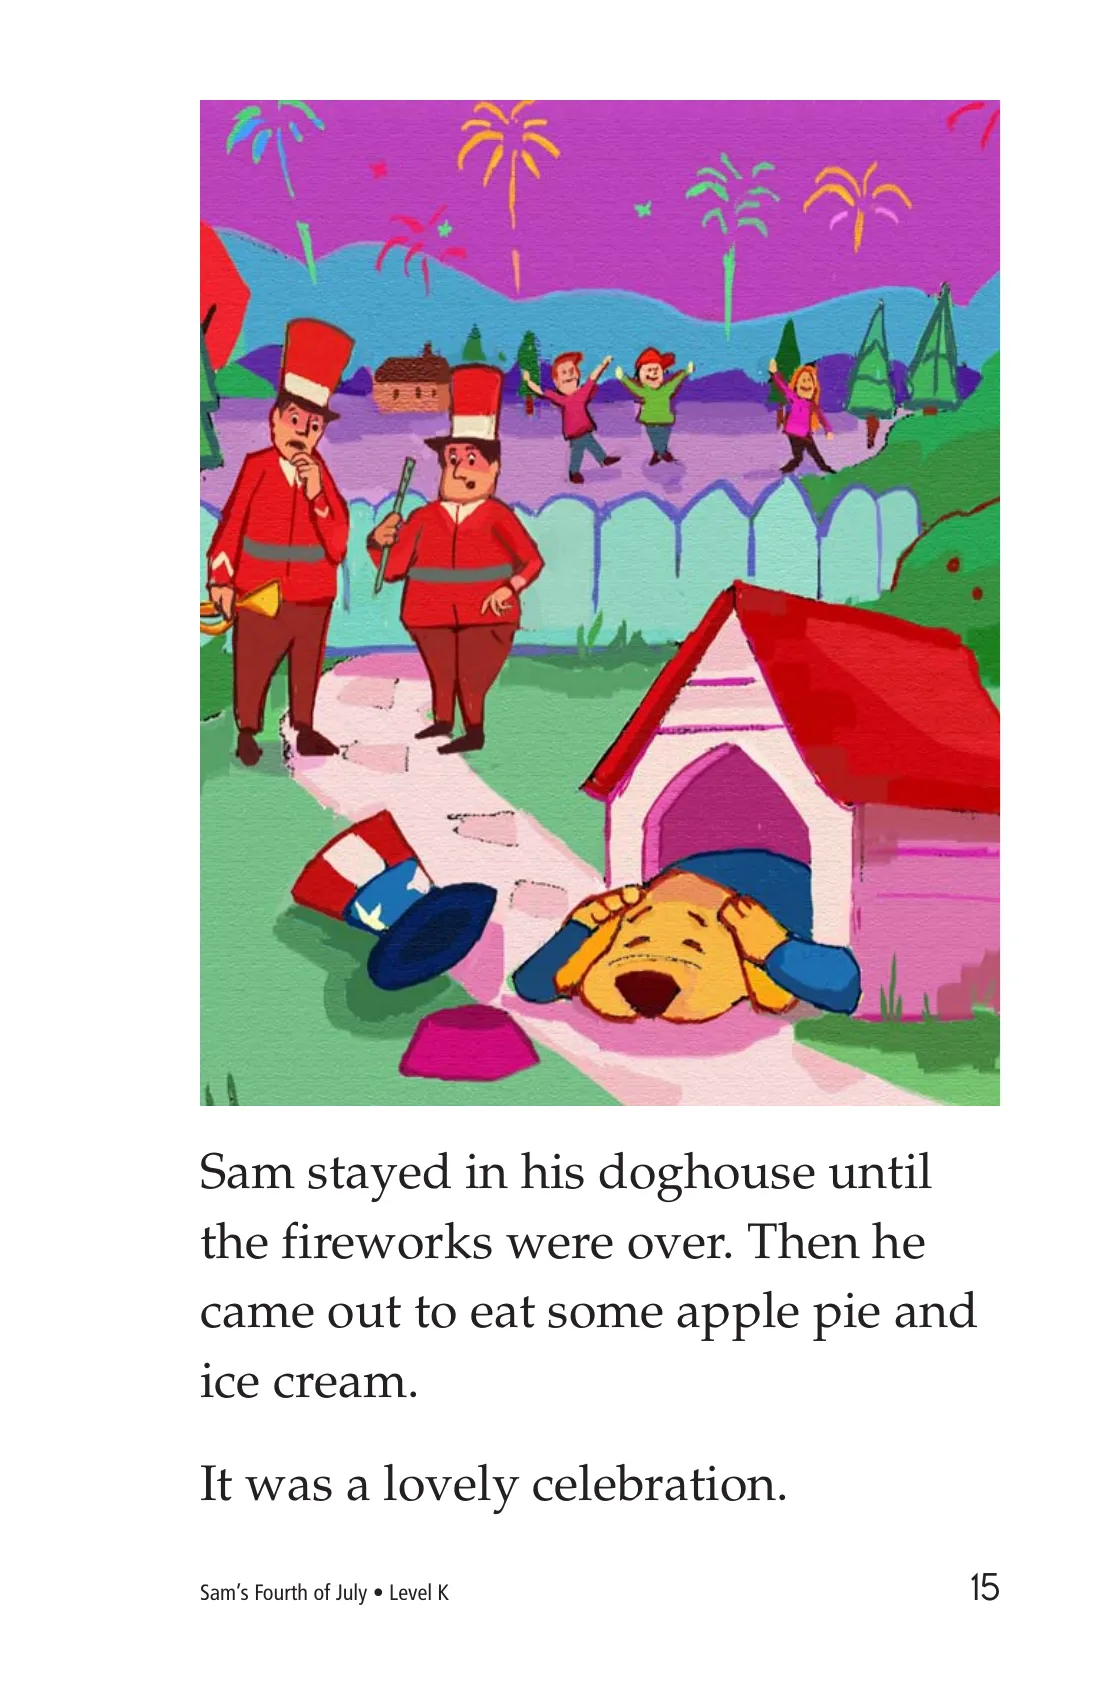 Sam stayed in his doghouse until
the fireworks were over. Then he
came out to eat some apple pie and
ice cream.
It was a lovely celebration.
Sam’s Fourth of July • Level K
15